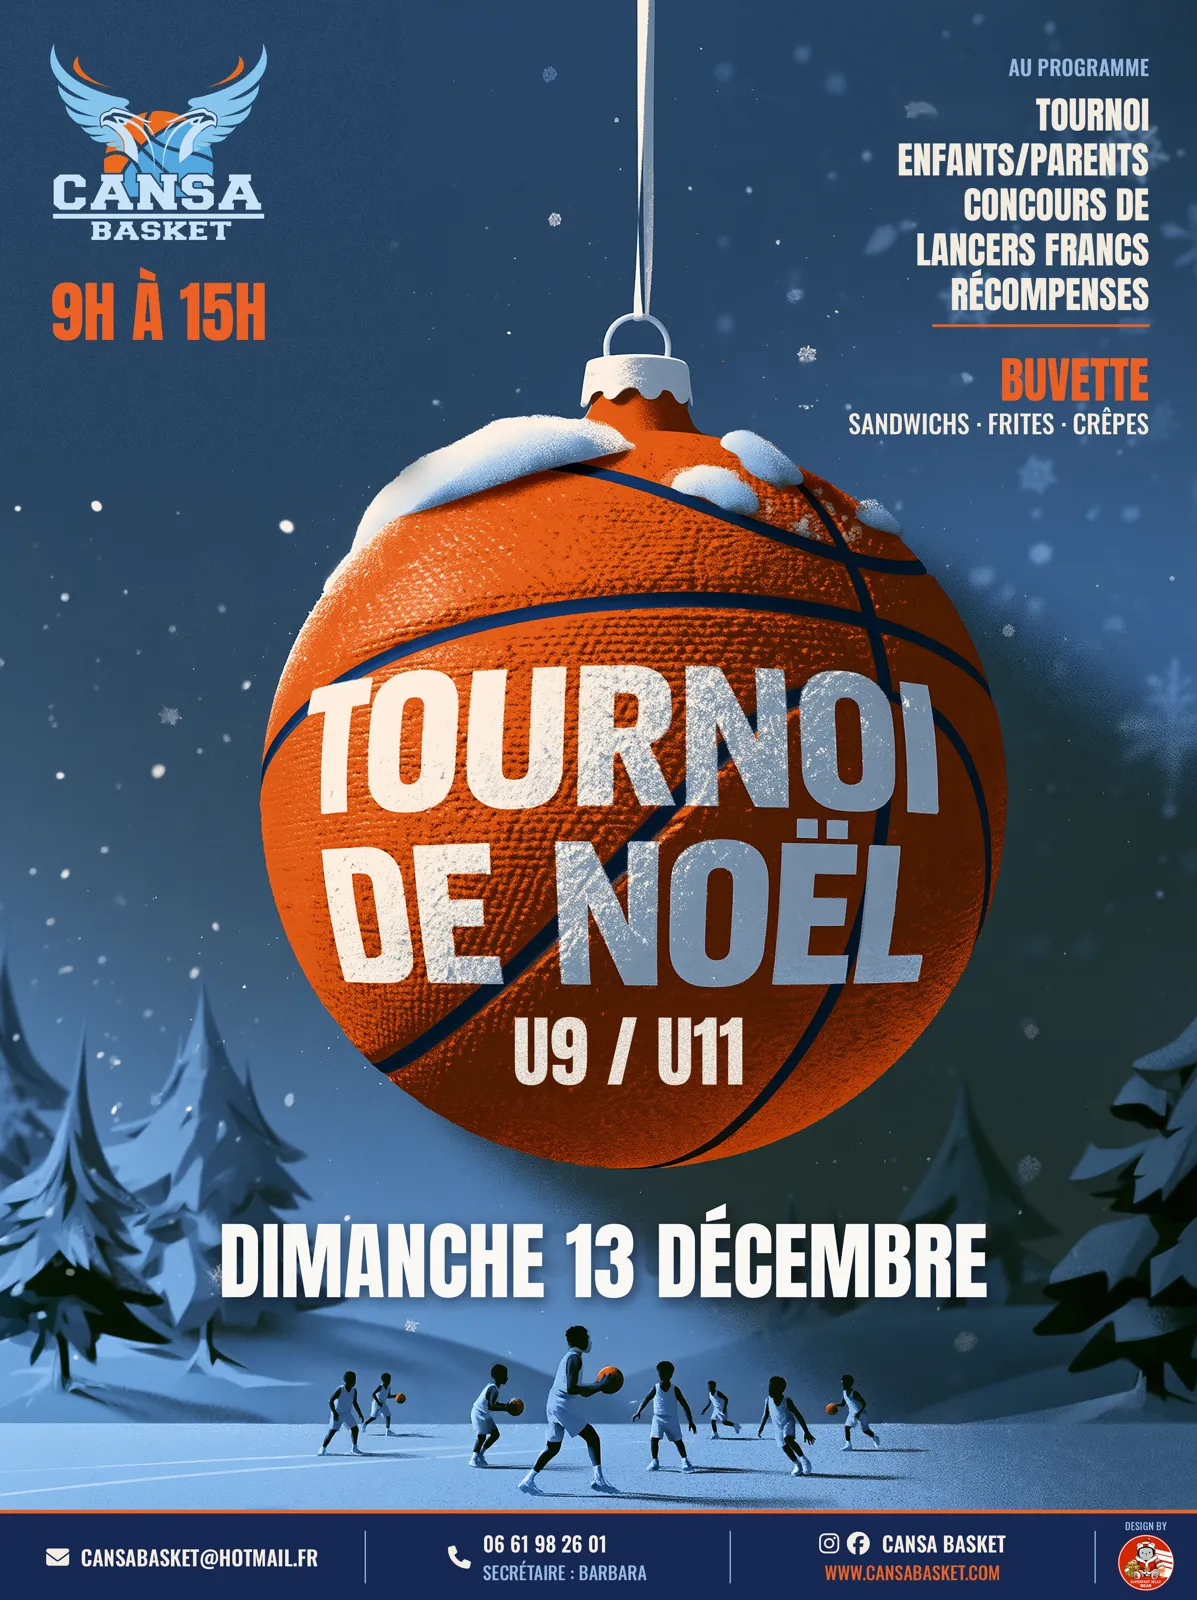 CANSA
BASKET
9H À 15H
AU PROGRAMME
TOURNOI
ENFANTS/PARENTS
CONCOURS DE
LANCERS FRANCS
RÉCOMPENSES
BUVETTE
SANDWICHS · FRITES · CRÊPES
TOURNOI
DE NOËL
U9 / U11
DIMANCHE 13 DÉCEMBRE
CANSABASKET@HOTMAIL.FR
06 61 98 26 01
SECRÉTAIRE : BARBARA
CANSA BASKET
WWW.CANSABASKET.COM
DESIGN BY